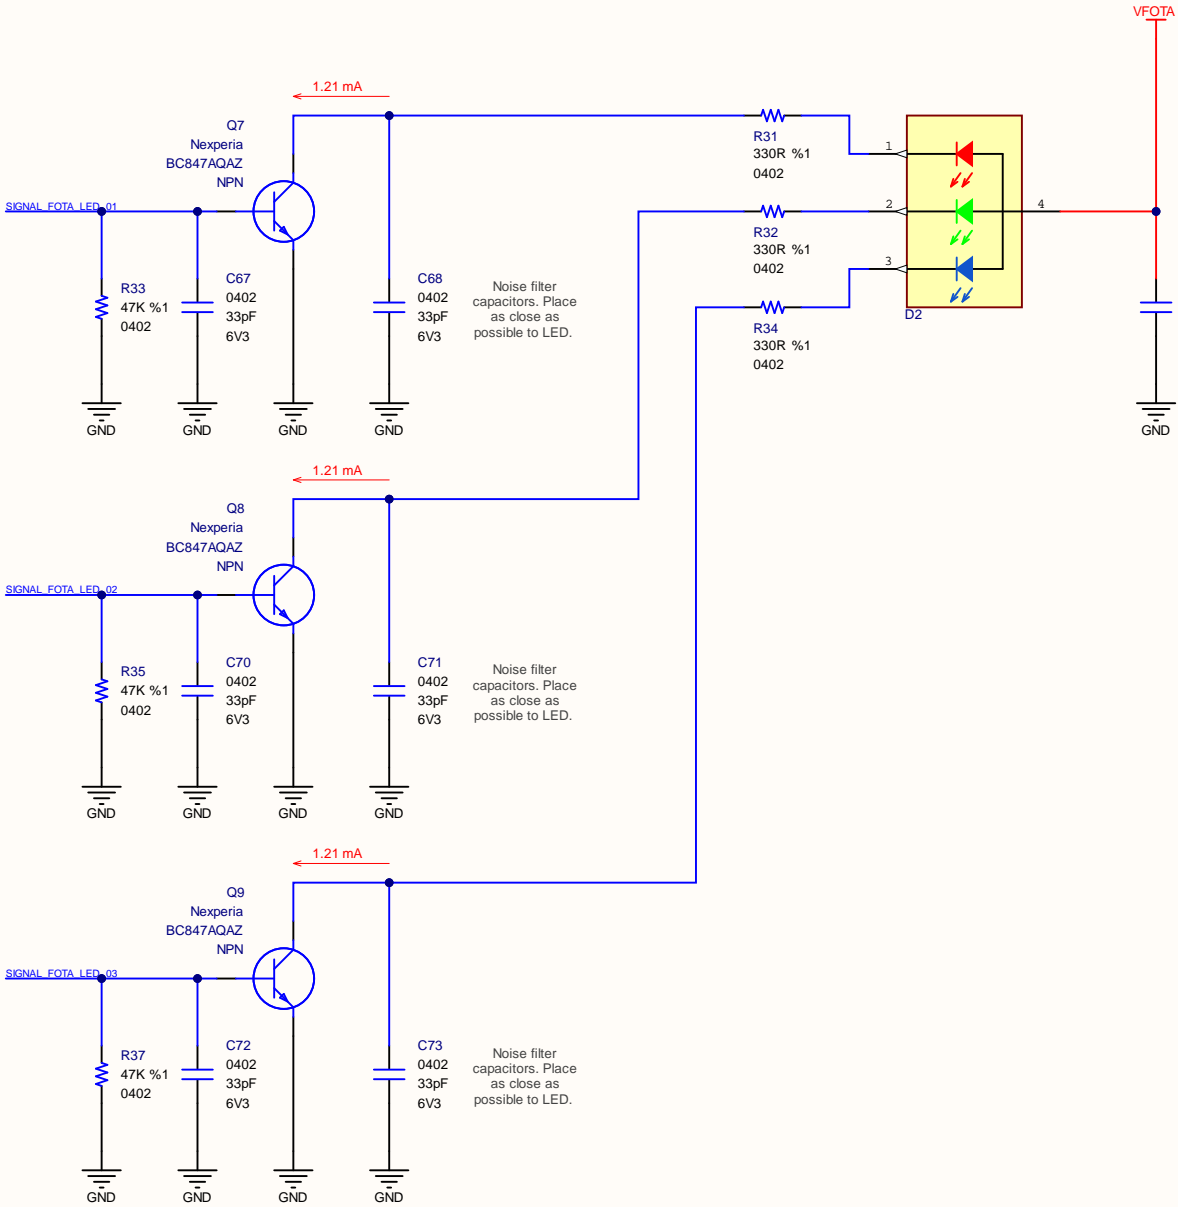 VFOTA
1.21 mA
Q7
Nexperia
BC847AQAZ
NPN
SIGNAL_FOTA_LED_01
R33
47K %1
0402
C67
0402
33pF
6V3
C68
0402
33pF
6V3
Noise filter
capacitors. Place
as close as
possible to LED.
GND
GND
GND
GND
R31
330R %1
0402
R32
330R %1
0402
R34
330R %1
0402
1
2
3
4
D2
GND
1.21 mA
Q8
Nexperia
BC847AQAZ
NPN
SIGNAL_FOTA_LED_02
R35
47K %1
0402
C70
0402
33pF
6V3
C71
0402
33pF
6V3
Noise filter
capacitors. Place
as close as
possible to LED.
GND
GND
GND
GND
1.21 mA
Q9
Nexperia
BC847AQAZ
NPN
SIGNAL_FOTA_LED_03
R37
47K %1
0402
C72
0402
33pF
6V3
C73
0402
33pF
6V3
Noise filter
capacitors. Place
as close as
possible to LED.
GND
GND
GND
GND